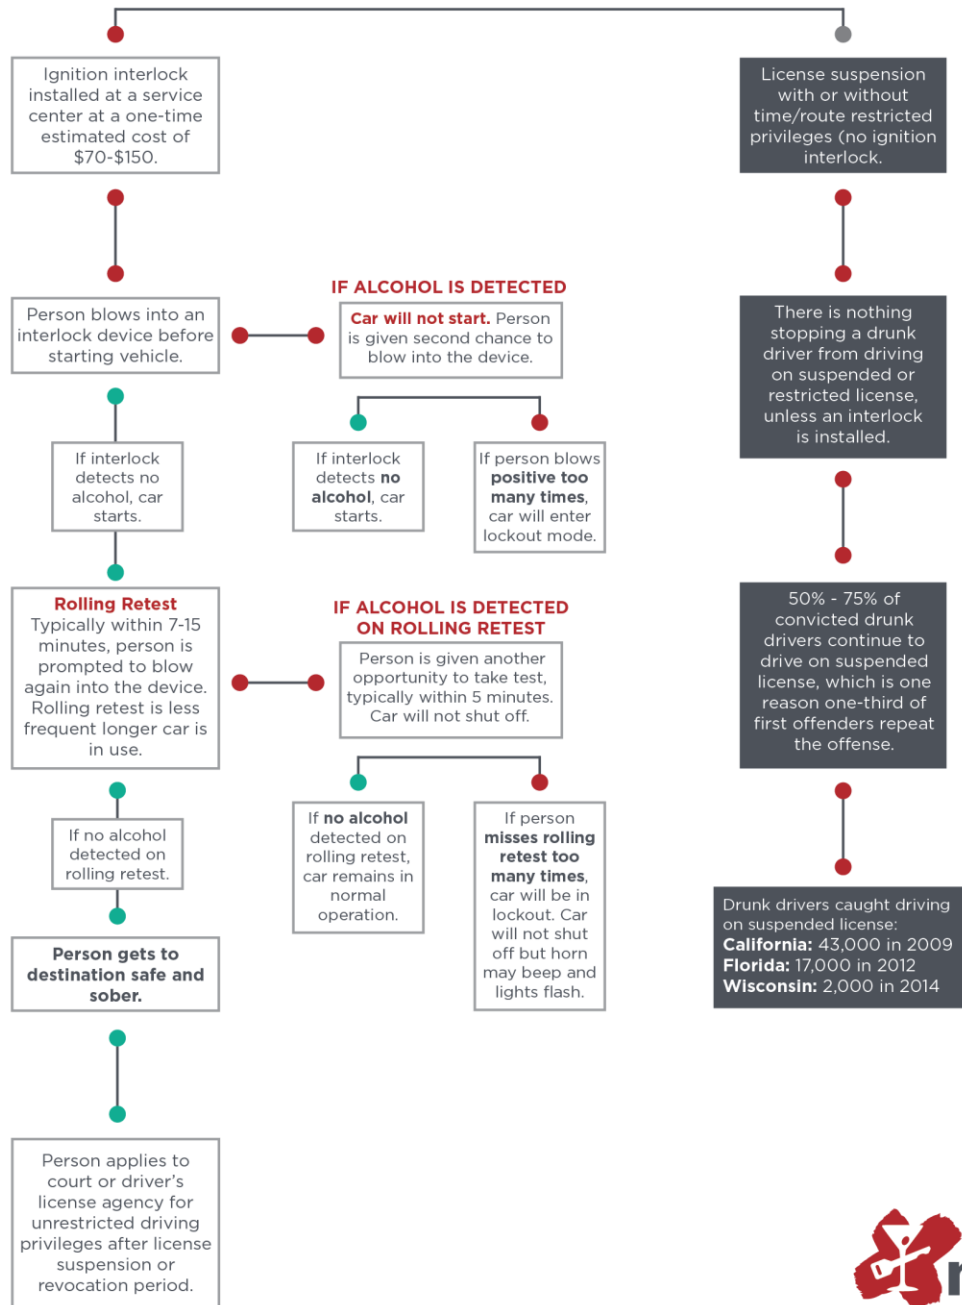 Ignition interlock
installed at a service
center at a one-time
estimated cost of
$70-$150.
License suspension
with or without
time/route restricted
privileges (no ignition
interlock.
Person blows into an
interlock device before
starting vehicle.
IF ALCOHOL IS DETECTED
Car will not start. Person
is given second chance to
blow into the device.
There is nothing
stopping a drunk
driver from driving
on suspended or
restricted license,
unless an interlock
is installed.
If interlock
detects no
alcohol, car
starts.
If interlock
detects no
alcohol, car
starts.
If person blows
positive too
many times,
car will enter
lockout mode.
Rolling Retest
Typically within 7-15
minutes, person is
prompted to blow
again into the device.
Rolling retest is less
frequent longer car is
in use.
IF ALCOHOL IS DETECTED
ON ROLLING RETEST
Person is given another
opportunity to take test,
typically within 5 minutes.
Car will not shut off.
50% - 75% of
convicted drunk
drivers continue to
drive on suspended
license, which is one
reason one-third of
first offenders repeat
the offense.
If no alcohol
detected on
rolling retest.
If no alcohol
detected on
rolling retest,
car remains in
normal
operation.
If person
misses rolling
retest too
many times,
car will be in
lockout. Car
will not shut
off but horn
may beep and
lights flash.
Drunk drivers caught driving
on suspended license:
California: 43,000 in 2009
Florida: 17,000 in 2012
Wisconsin: 2,000 in 2014
Person gets to
destination safe and
sober.
Person applies to
court or driver's
license agency for
unrestricted driving
privileges after license
suspension or
revocation period.